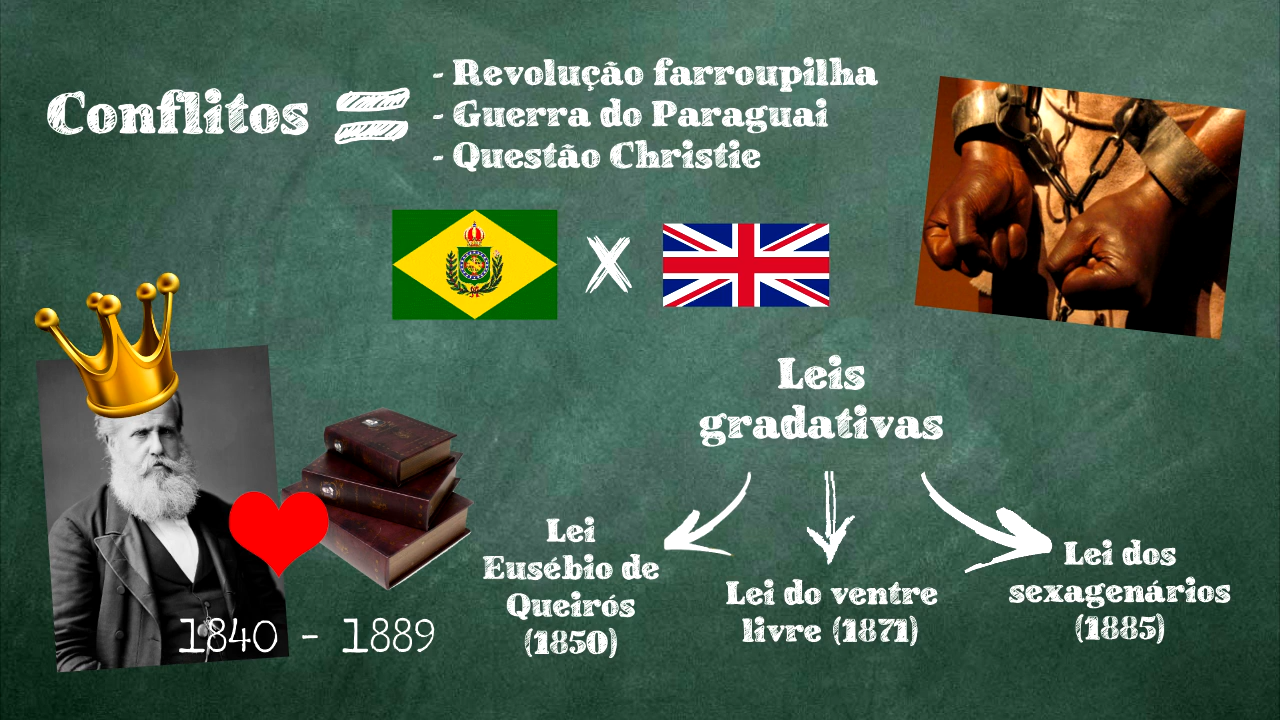 Conflitos =
- Revolução farroupilha
- Guerra do Paraguai
- Questão Christie
X
Leis
gradativas
Lei
Eusébio de
Queirós
(1850)
Lei do ventre
livre (1871)
Lei dos
sexagenários
(1885)
1840 - 1889